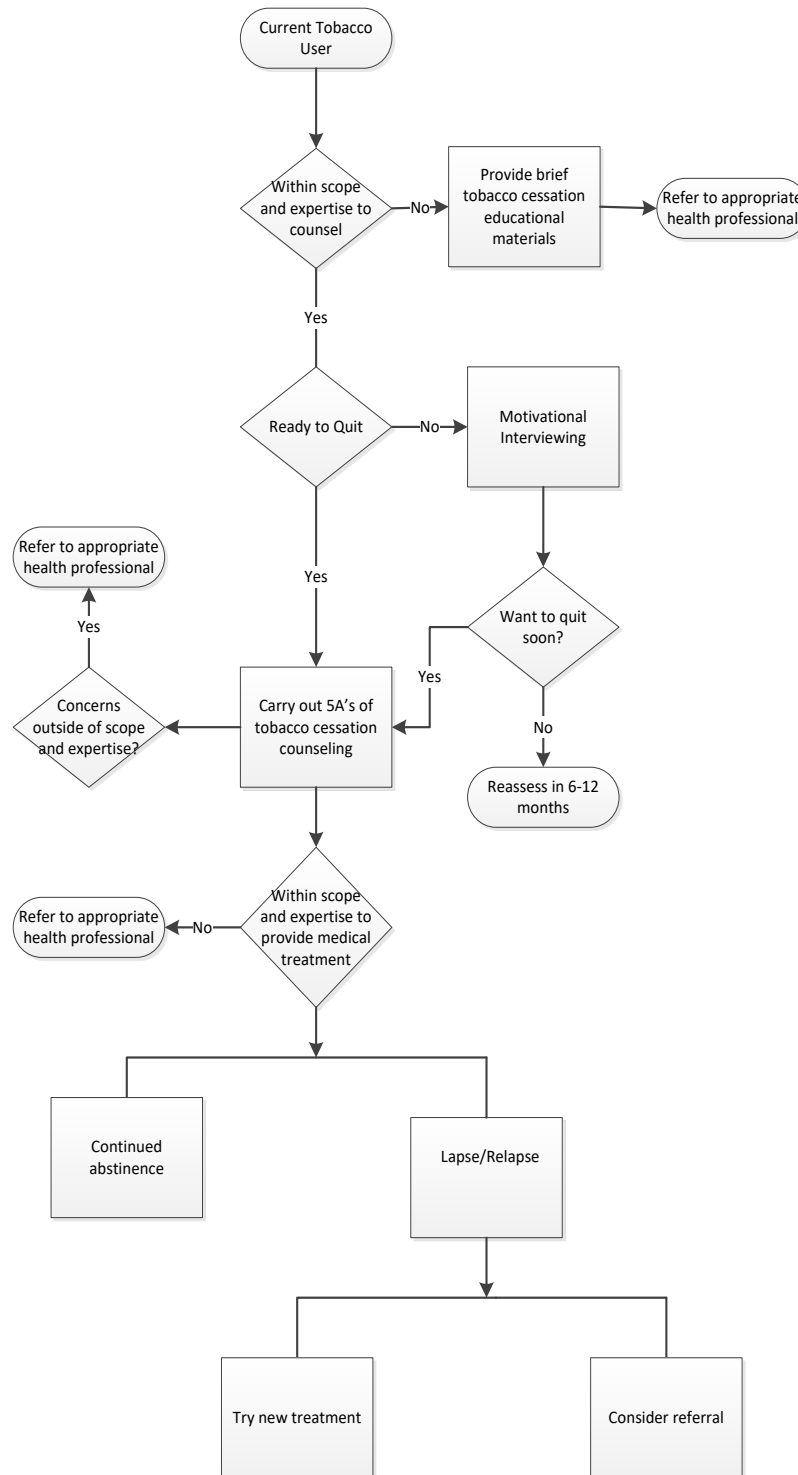 Current Tobacco
User
Within scope
and expertise to
counsel
No
Provide brief
tobacco cessation
educational
materials
Refer to appropriate
health professional
Yes
Ready to Quit
No
Motivational
Interviewing
Yes
Want to quit
soon?
Yes
No
Reassess in 6-12
months
Carry out 5A's of
tobacco cessation
counseling
Concerns
outside of scope
and expertise?
Yes
Refer to appropriate
health professional
Within scope
and expertise to
provide medical
treatment
No
Refer to appropriate
health professional
Continued
abstinence
Lapse/Relapse
Try new treatment
Consider referral